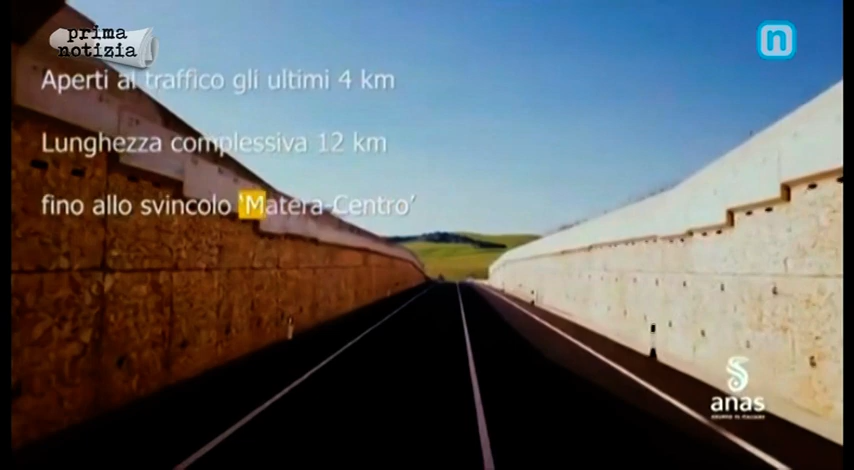 prima
notizia
n
Aperti al traffico gli ultimi 4 km
Lunghezza complessiva 12 km
fino allo svincolo 'Matera-Centro'
anas